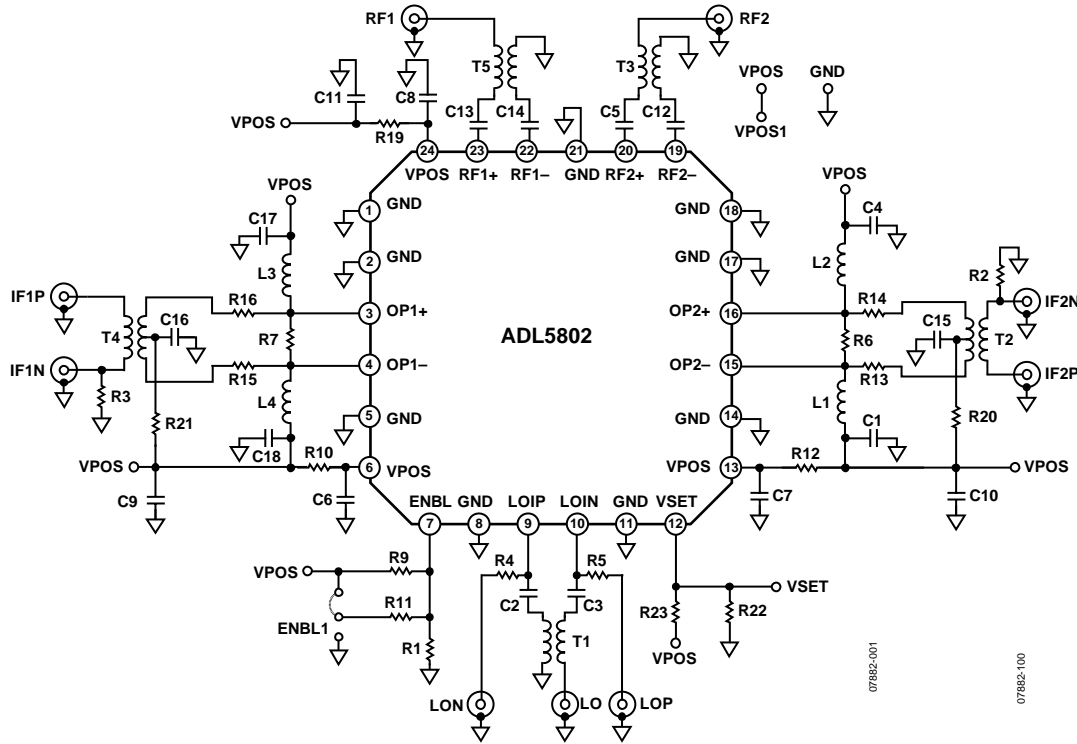 RF1
RF2
T5
T3
VPOS
GND
VPOS1
C11
C8
C13
C14
C5
C12
VPOS
R19
24
23
22
21
20
19
VPOS
RF1+
RF1–
GND
RF2+
RF2–
VPOS
VPOS
1
GND
GND
18
C17
C4
2
GND
GND
17
L3
L2
R2
IF1P
IF2N
R16
3
OP1+
OP2+
16
R14
C16
C15
T4
R7
ADL5802
R6
T2
IF1N
4
OP1–
OP2–
15
IF2P
R15
R13
R3
L4
L1
R21
5
GND
GND
14
R20
C18
C1
VPOS
R10
6
VPOS
VPOS
13
R12
VPOS
C9
C6
C7
C10
ENBL
GND
LOIP
LOIN
GND
VSET
7
8
9
10
11
12
VPOS
R9
R4
R5
VSET
R11
C2
C3
R23
R22
ENBL1
R1
T1
VPOS
LON
LO
LOP
07882-001
07882-100